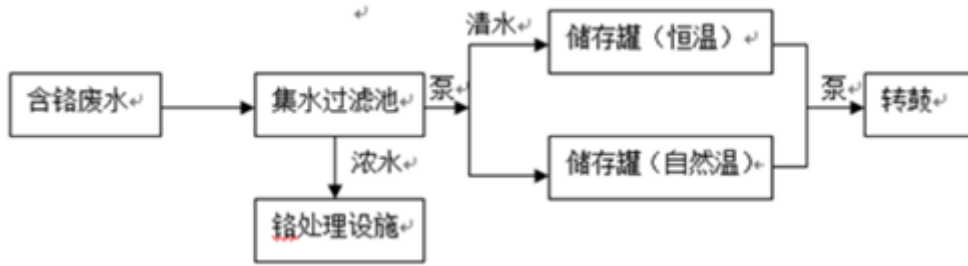 清水
储存罐（恒温）
含铬废水
集水过滤池
泵
泵
转鼓
浓水
储存罐（自然温）
铬处理设施